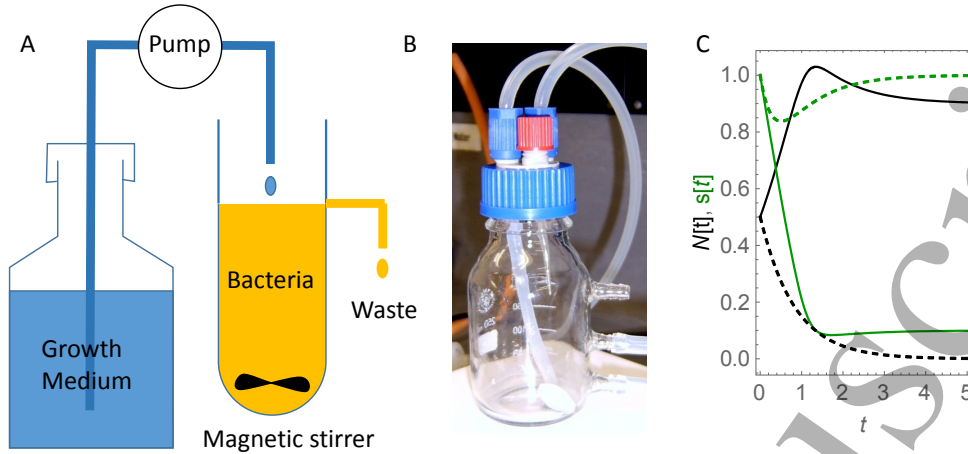 A
Pump
Growth
Medium
Bacteria
Waste
Magnetic stirrer
B
C
N[t], s[t]
1.0
0.8
0.6
0.4
0.2
0.0
0
1
2
3
4
5
t